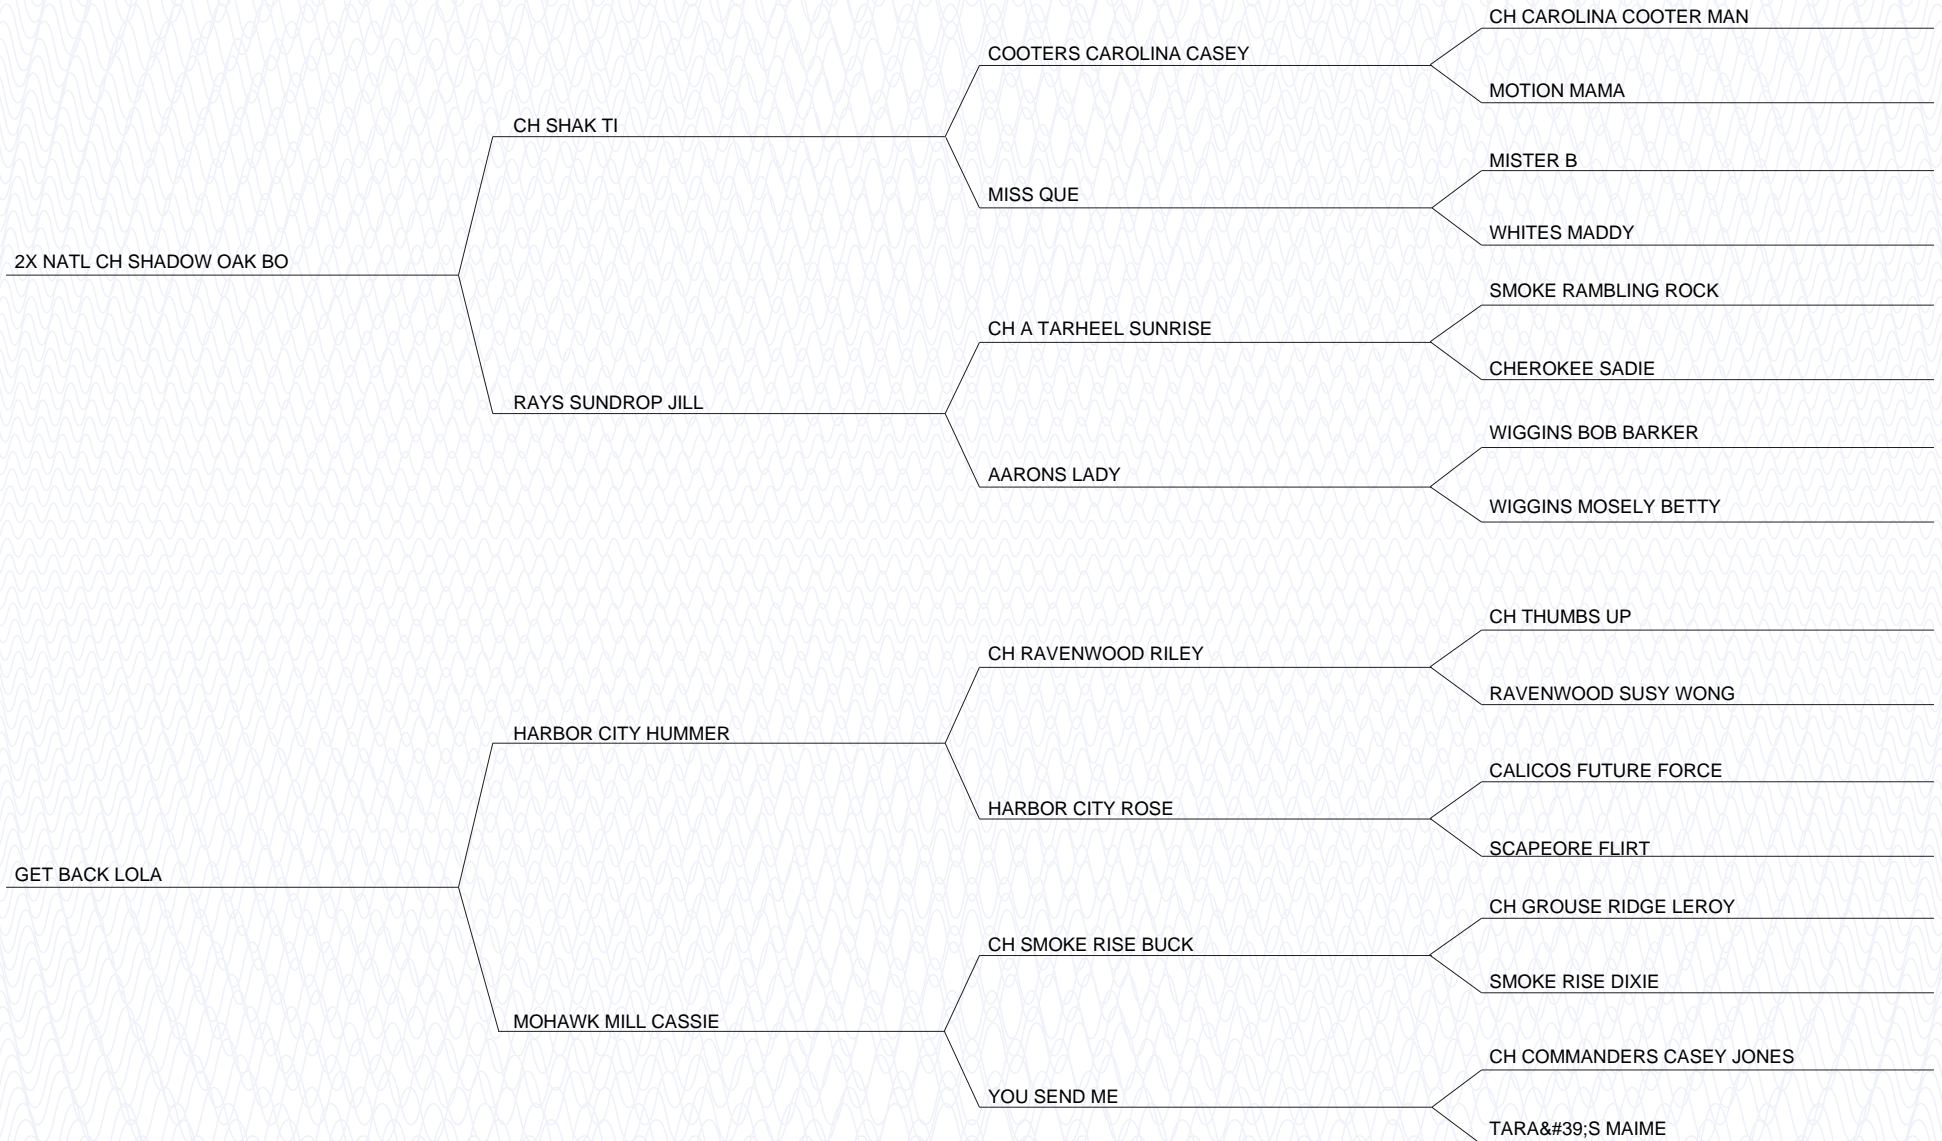 CH CAROLINA COOTER MAN
COOTERS CAROLINA CASEY
MOTION MAMA
CH SHAK TI
MISTER B
MISS QUE
WHITES MADDY
2X NATL CH SHADOW OAK BO
SMOKE RAMBLING ROCK
CH A TARHEEL SUNRISE
CHEROKEE SADIE
RAYS SUNDROP JILL
WIGGINS BOB BARKER
AARONS LADY
WIGGINS MOSELY BETTY
CH THUMBS UP
CH RAVENWOOD RILEY
RAVENWOOD SUSY WONG
HARBOR CITY HUMMER
CALICOS FUTURE FORCE
HARBOR CITY ROSE
SCAPEORE FLIRT
GET BACK LOLA
CH GROUSE RIDGE LEROY
CH SMOKE RISE BUCK
SMOKE RISE DIXIE
MOHAWK MILL CASSIE
CH COMMANDERS CASEY JONES
YOU SEND ME
TARA&#39;S MAIME